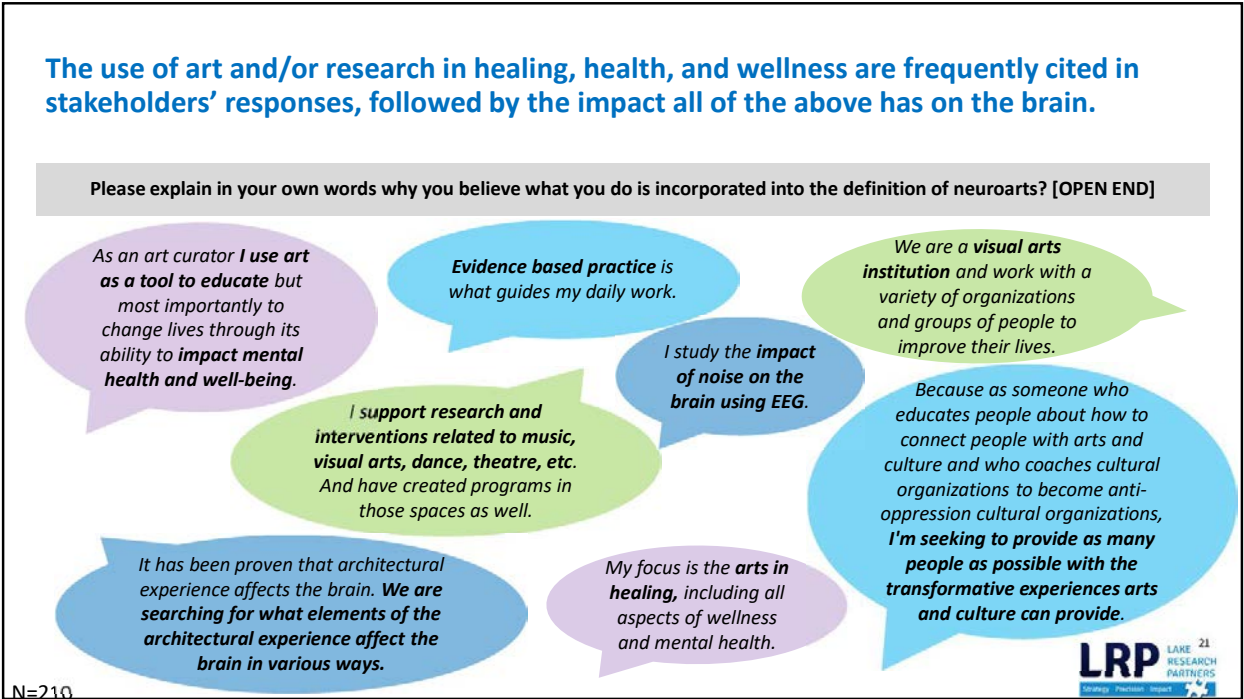 The use of art and/or research in healing, health, and wellness are frequently cited in
stakeholders’ responses, followed by the impact all of the above has on the brain.
Please explain in your own words why you believe what you do is incorporated into the definition of neuroarts? [OPEN END]
As an art curator I use art
as a tool to educate but
most importantly to
change lives through its
ability to impact mental
health and well-being.
Evidence based practice is
what guides my daily work.
We are a visual arts
institution and work with a
variety of organizations
and groups of people to
improve their lives.
I study the impact
of noise on the
brain using EEG.
I support research and
interventions related to music,
visual arts, dance, theatre, etc.
And have created programs in
those spaces as well.
Because as someone who
educates people about how to
connect people with arts and
culture and who coaches cultural
organizations to become anti-
oppression cultural organizations,
I'm seeking to provide as many
people as possible with the
transformative experiences arts
and culture can provide.
It has been proven that architectural
experience affects the brain. We are
searching for what elements of the
architectural experience affect the
brain in various ways.
My focus is the arts in
healing, including all
aspects of wellness
and mental health.
N=210
21
LRP LAKE
RESEARCH
PARTNERS
Strategy Precision Impact